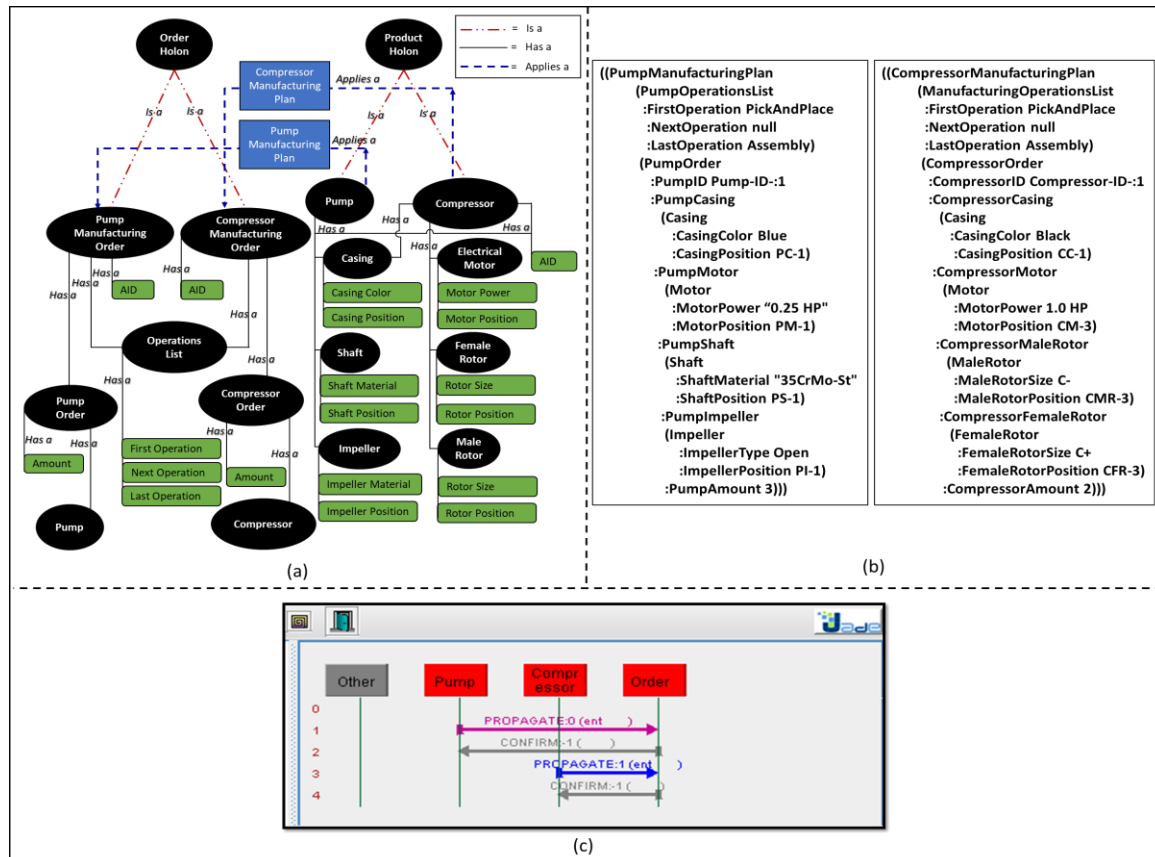 Order
Holon
Product
Holon
= Is a
= Has a
= Applies a
Compressor
Manufacturing
Plan
Applies a
Is a
Is a
Is a
Is a
Pump
Manufacturing
Plan
Applies a
Pump
Compressor
Pump
Manufacturing
Order
Compressor
Manufacturing
Order
Has a
Has a
Has a
Has a
Casing
Electrical
Motor
AID
Has a
Has a
Has a
AID
AID
Casing Color
Casing Position
Motor Power
Motor Position
Has a
Has a
Operations
List
Shaft
Female
Rotor
Has a
Has a
Shaft Material
Shaft Position
Rotor Size
Rotor Position
Pump
Order
Compressor
Order
Has a
Has a
Has a
Has a
Amount
First Operation
Next Operation
Last Operation
Amount
Impeller
Male
Rotor
Impeller Material
Impeller Position
Rotor Size
Rotor Position
Pump
Compressor
(a)
((PumpManufacturingPlan
(PumpOperationsList
:FirstOperation PickAndPlace
:NextOperation null
:LastOperation Assembly)
(PumpOrder
:PumpID Pump-ID-:1
:PumpCasing
(Casing
:CasingColor Blue
:CasingPosition PC-1)
:PumpMotor
(Motor
:MotorPower “0.25 HP"
:MotorPosition PM-1)
:PumpShaft
(Shaft
:ShaftMaterial "35CrMo-St"
:ShaftPosition PS-1)
:PumpImpeller
(Impeller
:ImpellerType Open
:ImpellerPosition PI-1)
:PumpAmount 3)))
((CompressorManufacturingPlan
(ManufacturingOperationsList
:FirstOperation PickAndPlace
:NextOperation null
:LastOperation Assembly)
(CompressorOrder
:CompressorID Compressor-ID-:1
:CompressorCasing
(Casing
:CasingColor Black
:CasingPosition CC-1)
:CompressorMotor
(Motor
:MotorPower 1.0 HP
:MotorPosition CM-3)
:CompressorMaleRotor
(MaleRotor
:MaleRotorSize C-
:MaleRotorPosition CMR-3)
:CompressorFemaleRotor
(FemaleRotor
:FemaleRotorSize C+
:FemaleRotorPosition CFR-3)
:CompressorAmount 2)))
(b)
Jade
Other
Pump
Compr
essor
Order
0
1
PROPAGATE:0 (ent )
2
CONFIRM:-1 ( )
3
PROPAGATE:1 (ent )
4
CONFIRM:-1 ( )
(c)